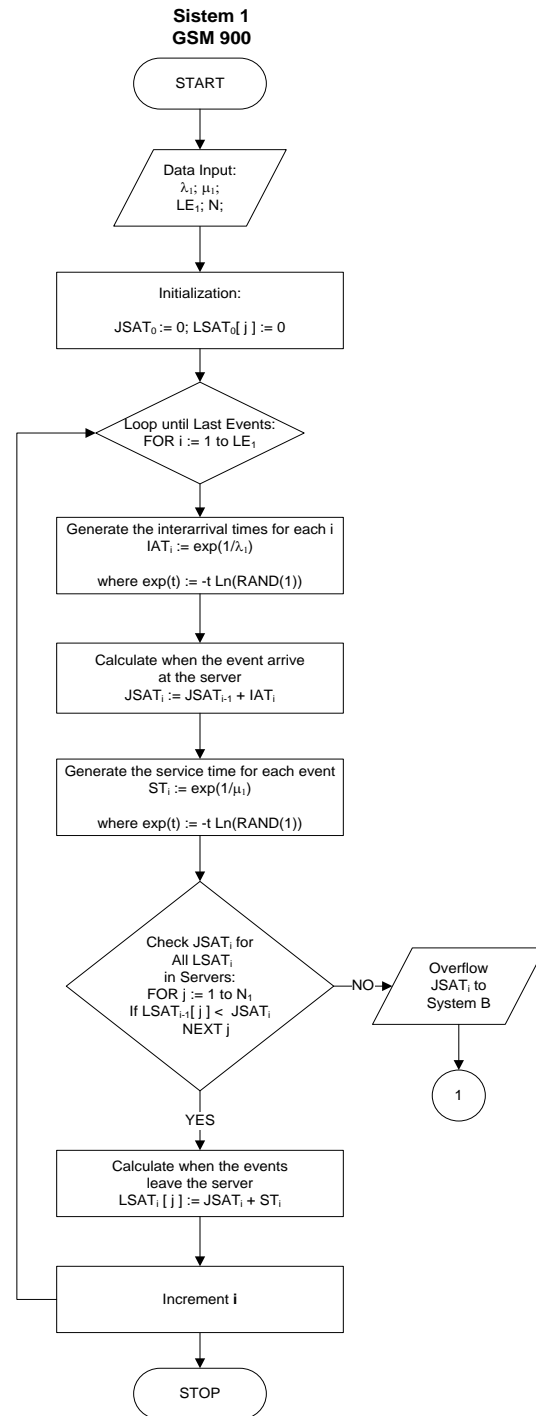 Sistem 1
GSM 900
START
Data Input:
λ₁; μ₁;
LE₁; N;
Initialization:
JSAT₀ := 0; LSAT₀[ j ] := 0
Loop until Last Events:
FOR i := 1 to LE₁
Generate the interarrival times for each i
IATᵢ := exp(1/λ₁)
where exp(t) := -t Ln(RAND(1))
Calculate when the event arrive
at the server
JSATᵢ := JSATᵢ₋₁ + IATᵢ
Generate the service time for each event
STᵢ := exp(1/μ₁)
where exp(t) := -t Ln(RAND(1))
Check JSATᵢ for
All LSATᵢ
in Servers:
FOR j := 1 to N₁
If LSATᵢ₋₁[ j ] < JSATᵢ
NEXT j
NO
Overflow
JSATᵢ to
System B
1
YES
Calculate when the events
leave the server
LSATᵢ [ j ] := JSATᵢ + STᵢ
Increment i
STOP